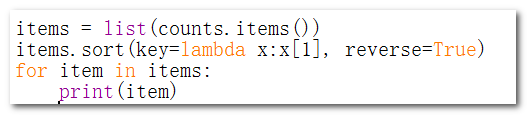 items = list(counts.items())
items.sort(key=lambda x:x[1], reverse=True)
for item in items:
    print(item)